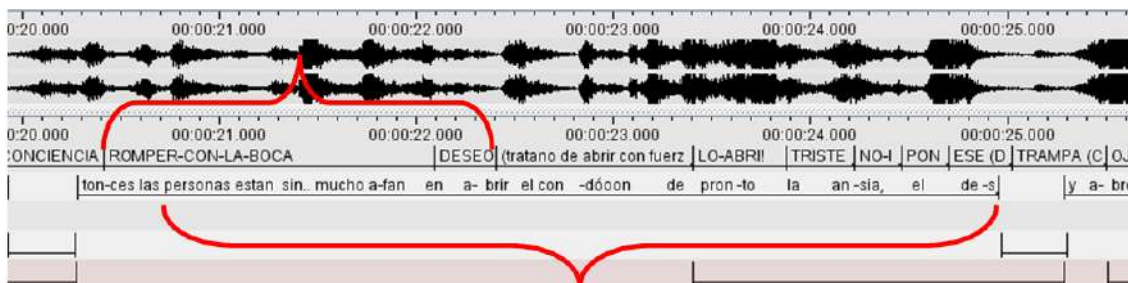 0:20.000 00:00:21.000 00:00:22.000 00:00:23.000 00:00:24.000 00:00:25.000
0:20.000 00:00:21.000 00:00:22.000 00:00:23.000 00:00:24.000 00:00:25.000
CONCIENCIA ROMPER-CON-LA-BOCA DESEO (tratano de abrir con fuerz LO-ABRI! TRISTE NO-I PON ESE (D TRAMPA (C OJ
ton-ces las personas estan sin.. mucho a-fan en a- brir el con -dóoon de pron -to la an -sia, el de -s y a- bre